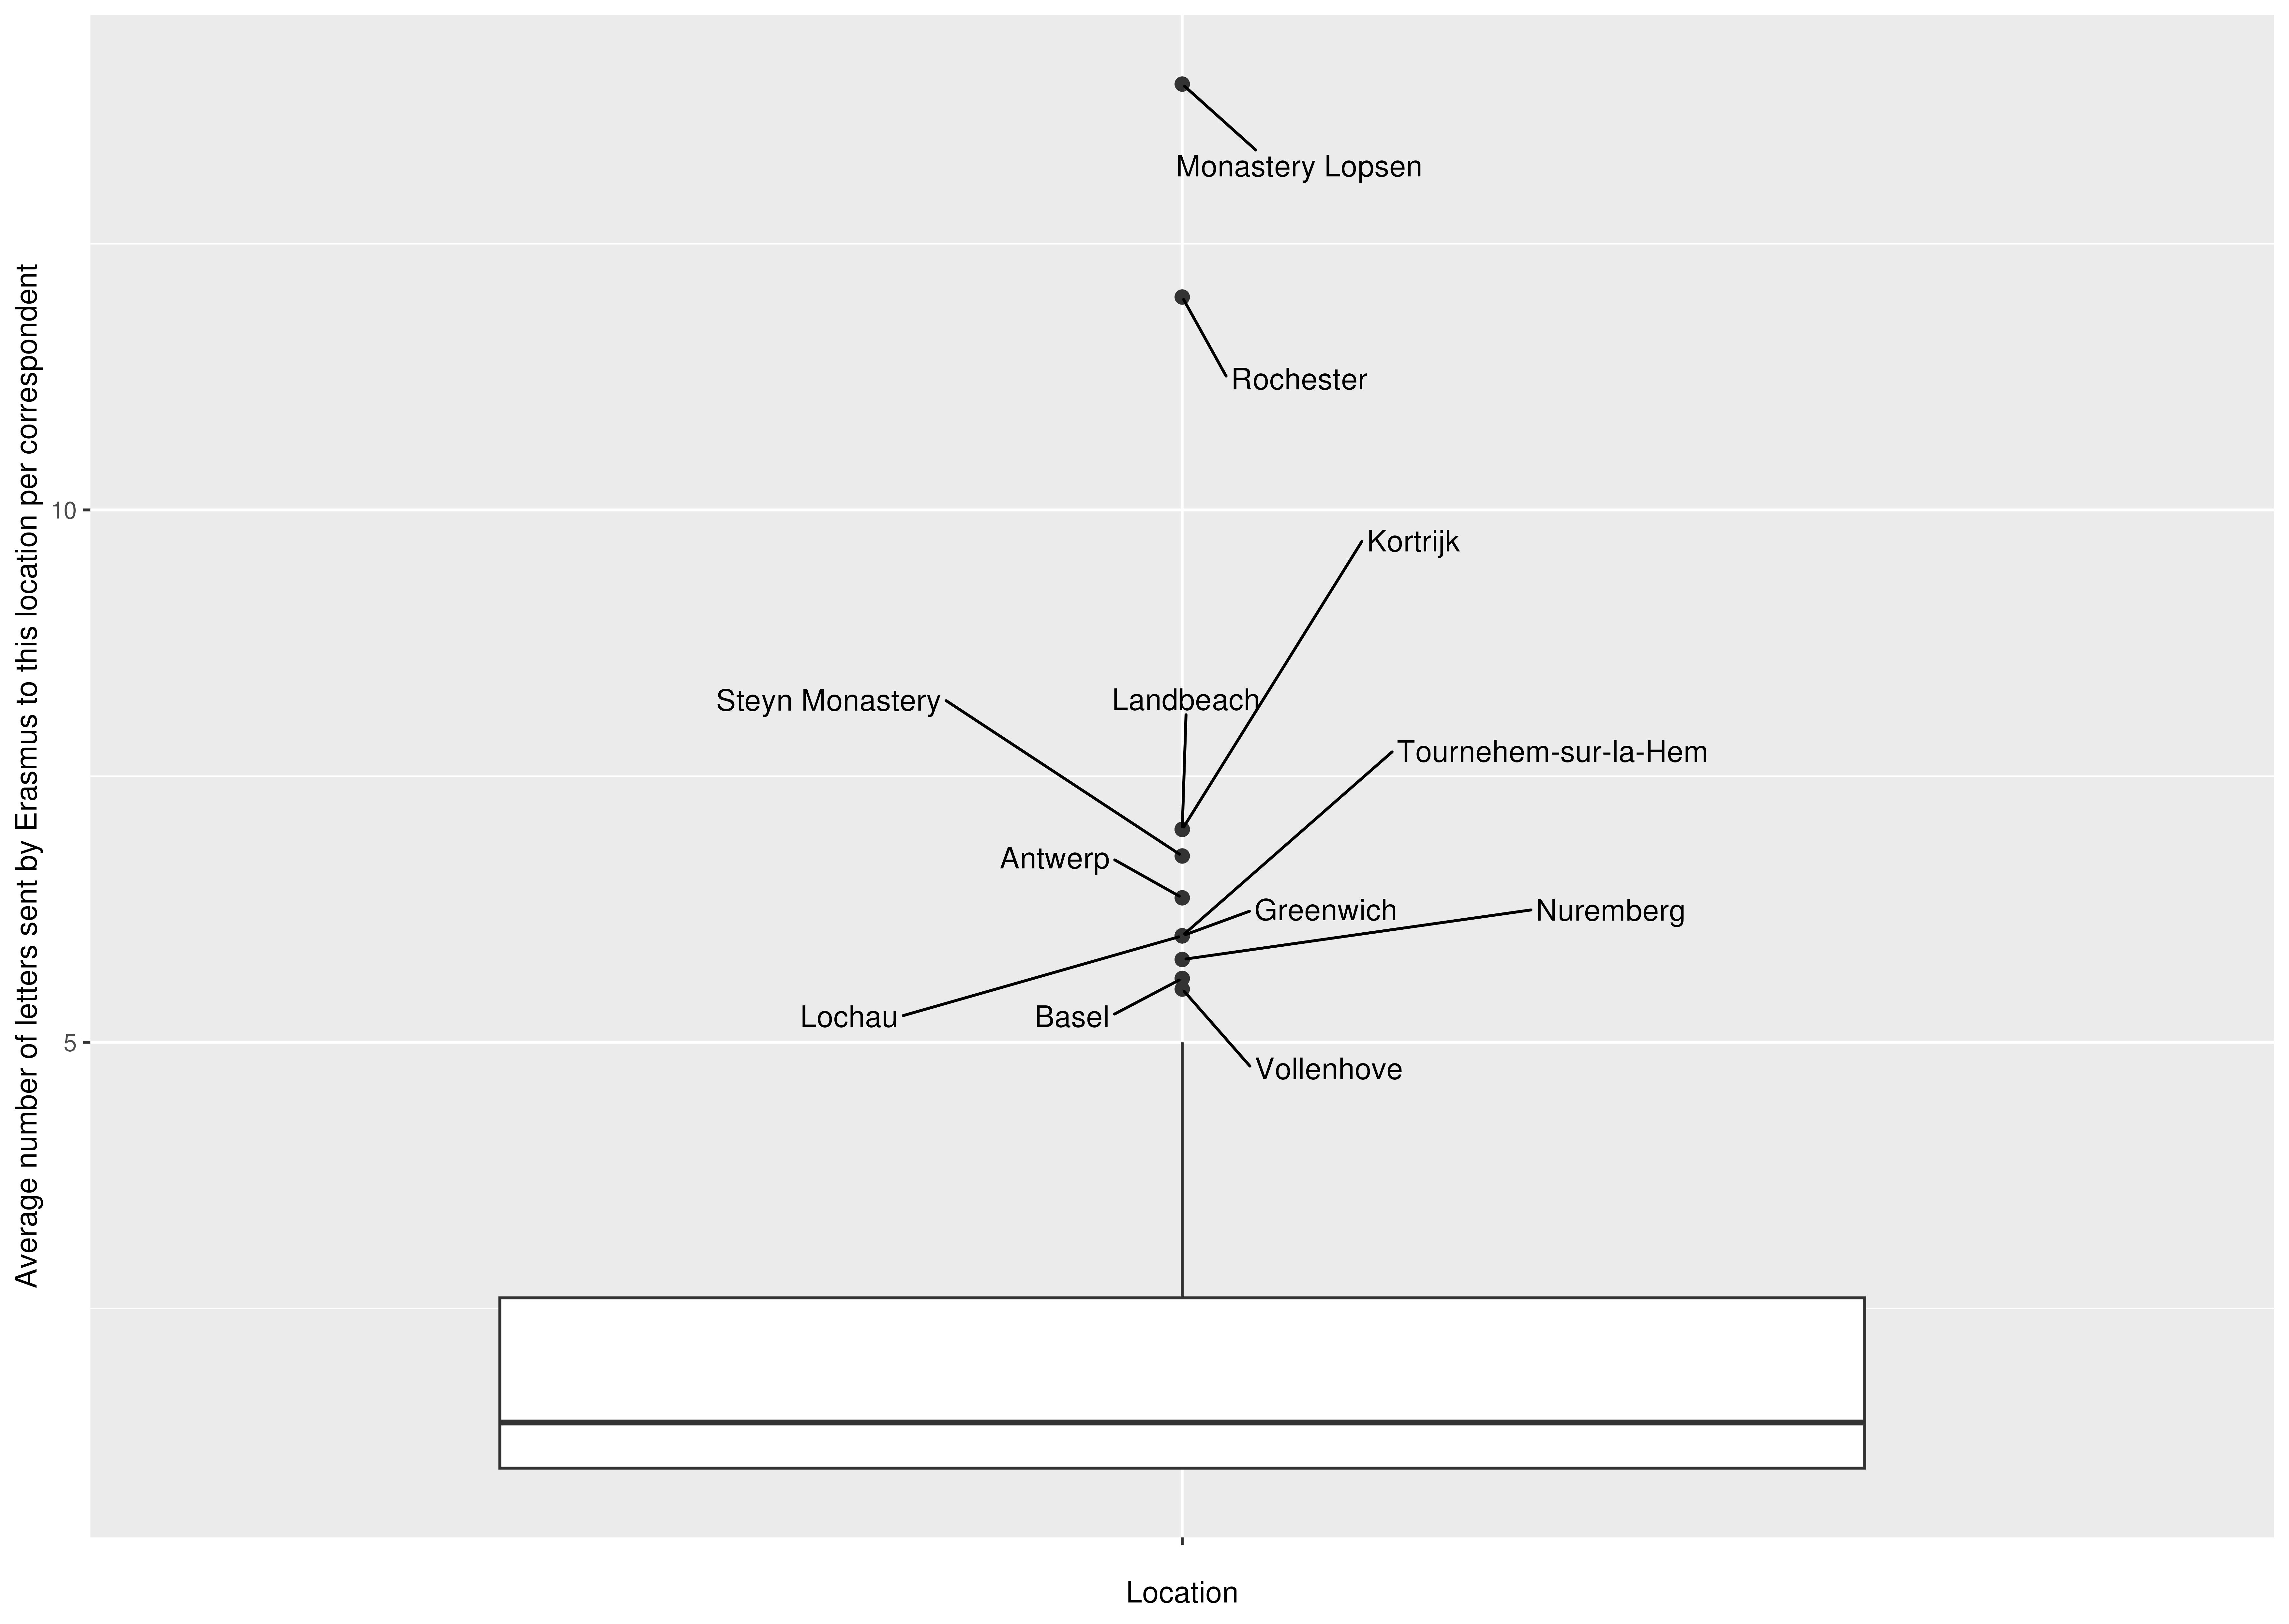 Average number of letters sent by Erasmus to this location per correspondent
Monastery Lopsen
Rochester
10
Kortrijk
Steyn Monastery
Landbeach
Tournehem-sur-la-Hem
Antwerp
Greenwich
Nuremberg
Lochau
Basel
5
Vollenhove
Location